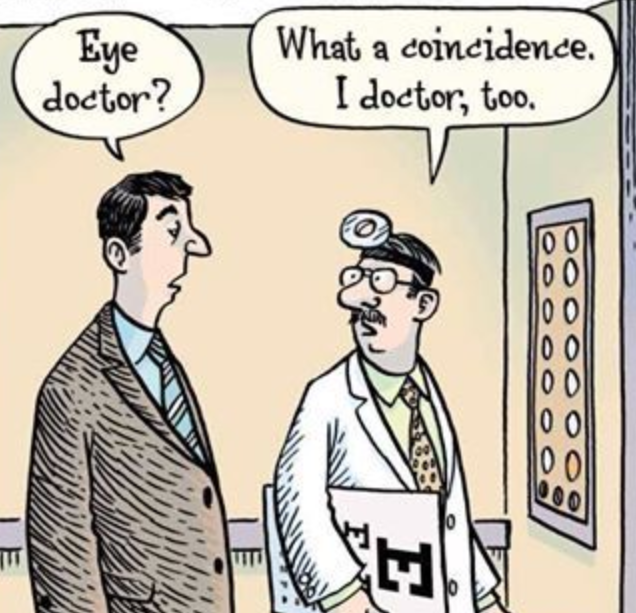 Eye
doctor?
What a coincidence.
I doctor, too.
E